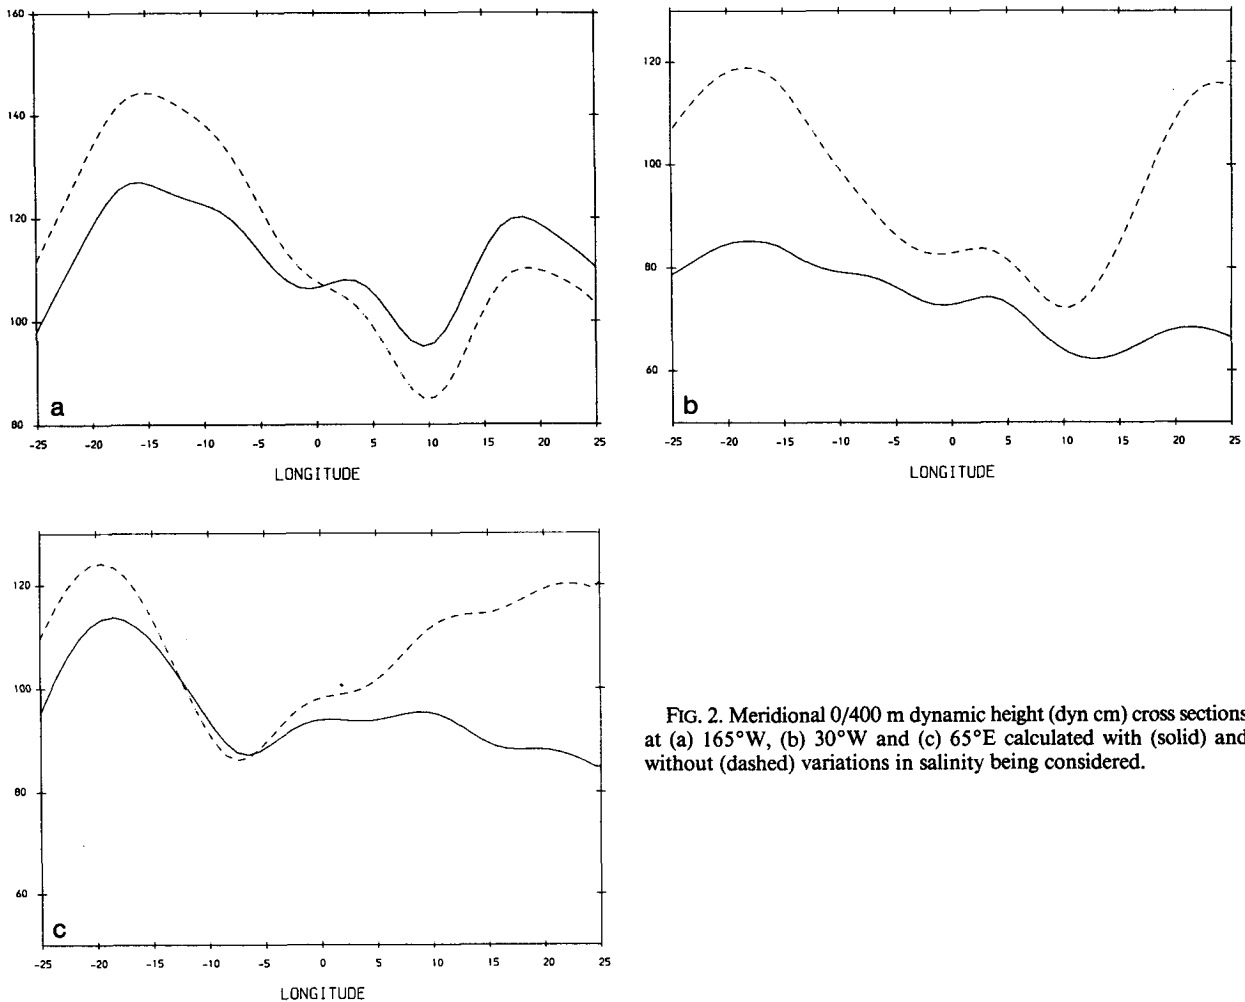 160
140
120
100
80
a
-25 -20 -15 -10 -5 0 5 10 15 20 25
LONGITUDE
120
100
80
60
b
-25 -20 -15 -10 -5 0 5 10 15 20 25
LONGITUDE
120
100
80
60
c
-25 -20 -15 -10 -5 0 5 10 15 20 25
LONGITUDE
FIG. 2. Meridional 0/400 m dynamic height (dyn cm) cross sections
at (a) 165°W, (b) 30°W and (c) 65°E calculated with (solid) and
without (dashed) variations in salinity being considered.